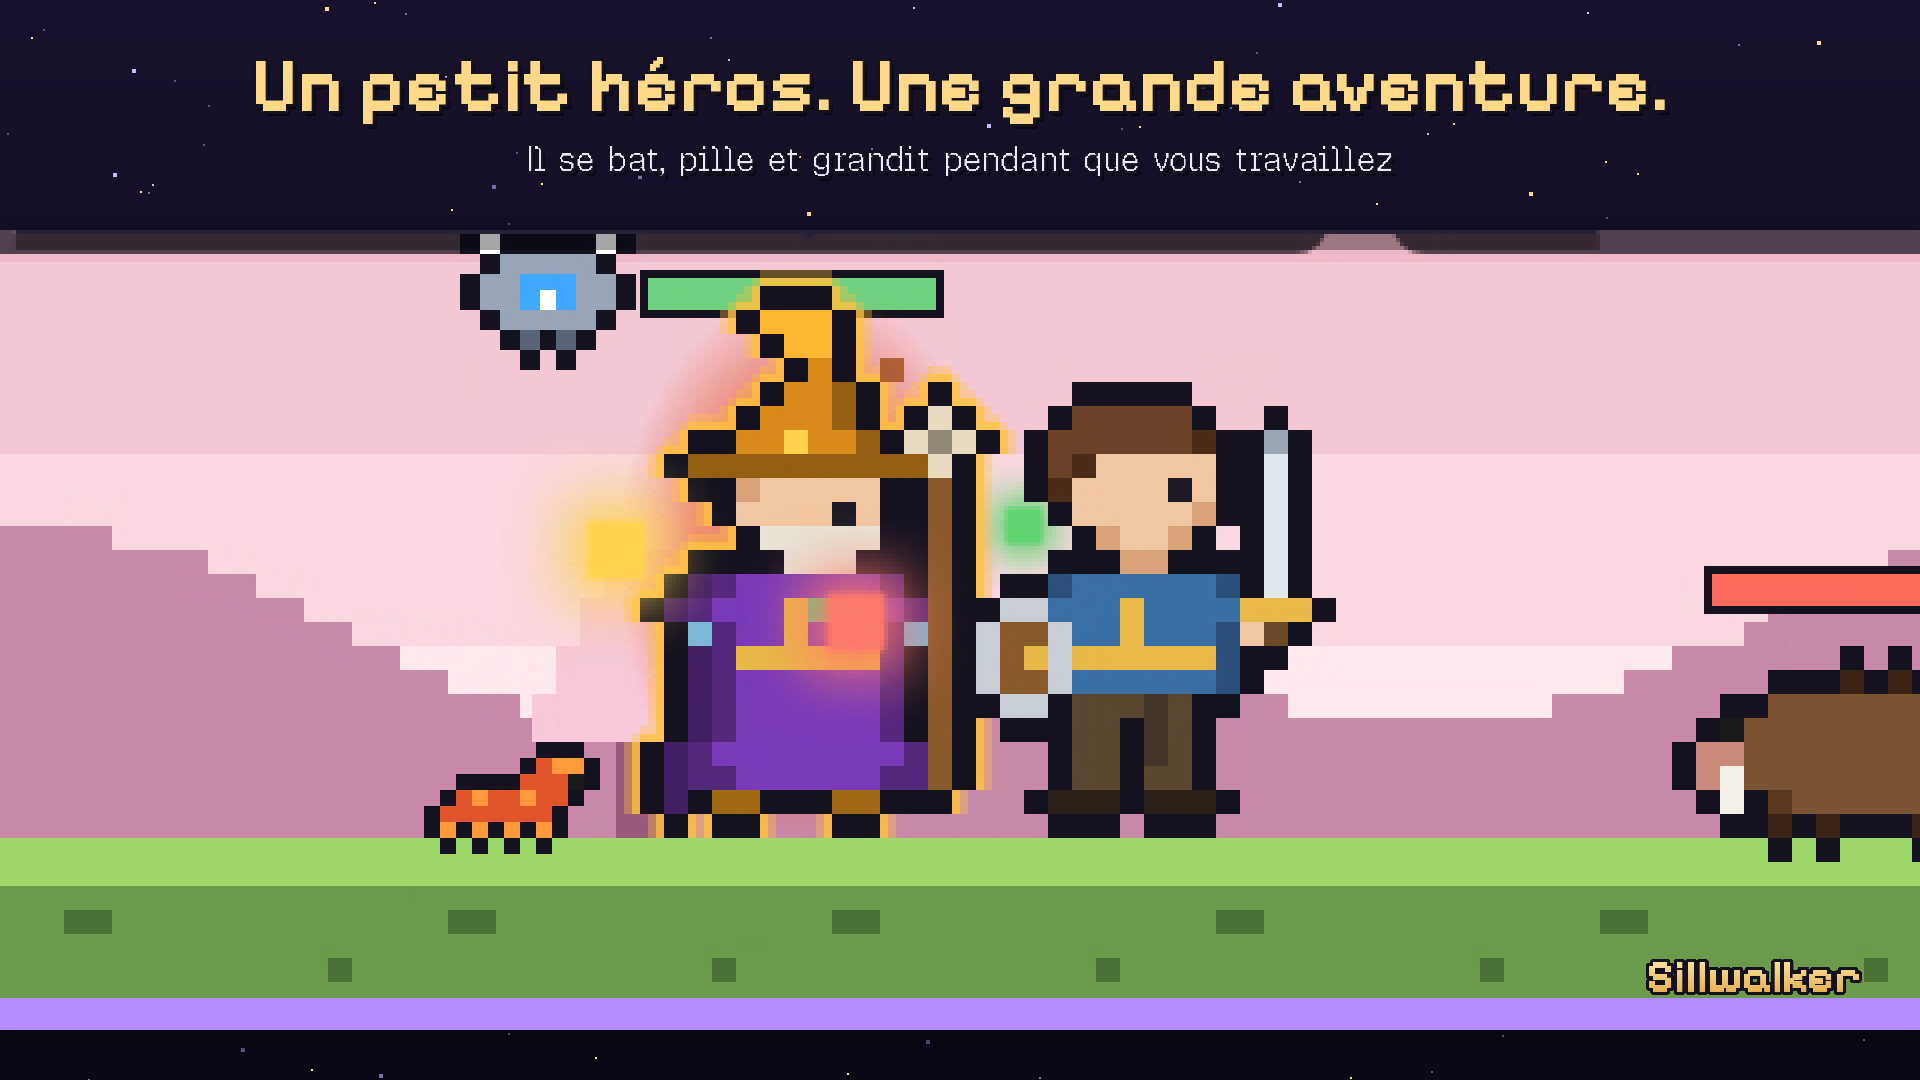 Un petit héros. Une grande aventure.
Il se bat, pille et grandit pendant que vous travaillez
Sillwalker